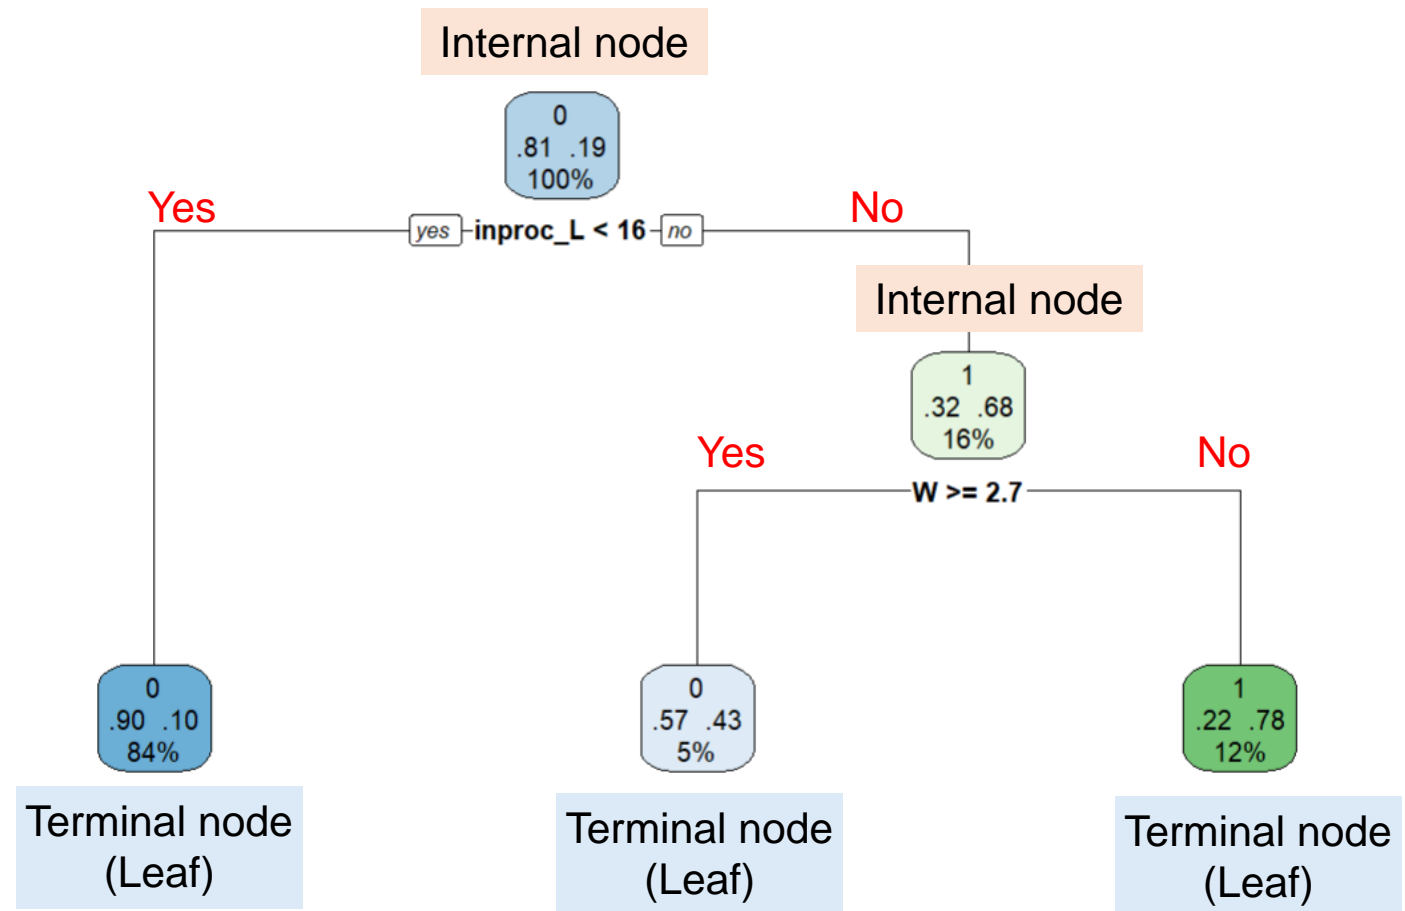 Internal node
0
.81 .19
100%
Yes
No
yes inproc_L < 16 no
Internal node
1
.32 .68
16%
Yes
No
W >= 2.7
0
.90 .10
84%
0
.57 .43
5%
1
.22 .78
12%
Terminal node
(Leaf)
Terminal node
(Leaf)
Terminal node
(Leaf)